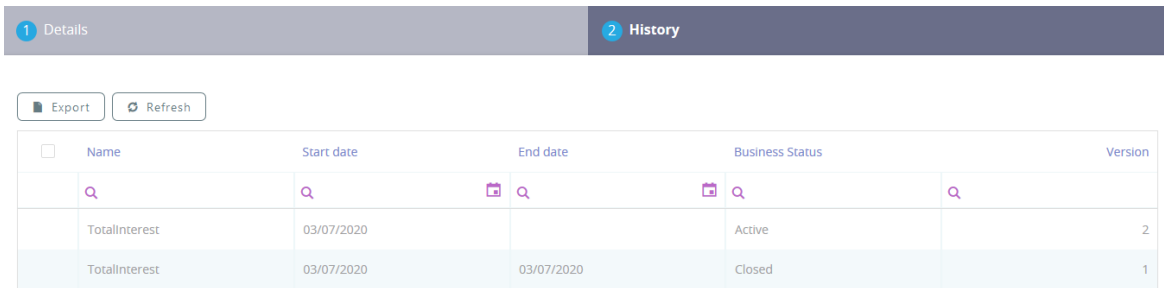 1 Details
2 History
Export Refresh
Name Start date End date Business Status Version
TotalInterest 03/07/2020 Active 2
TotalInterest 03/07/2020 03/07/2020 Closed 1